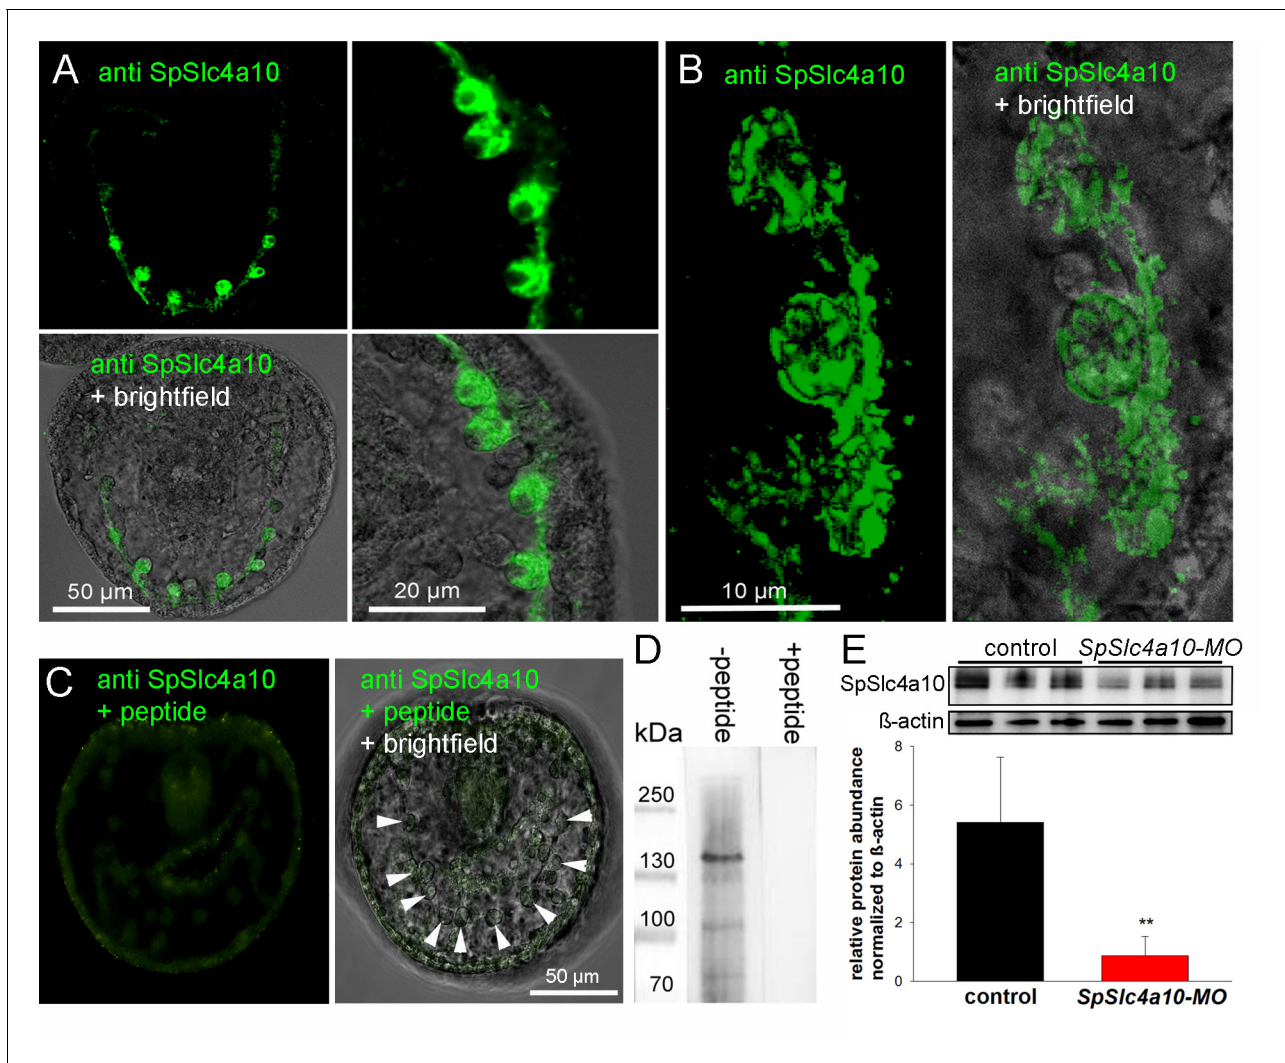 A
anti SpSlc4a10
anti SpSlc4a10
+ brightfield
50 µm
20 µm
B
anti SpSlc4a10
anti SpSlc4a10
+ brightfield
10 µm
C
anti SpSlc4a10
+ peptide
anti SpSlc4a10
+ peptide
+ brightfield
50 µm
D
-peptide
+peptide
kDa
250
130
100
70
E
control
SpSlc4a10-MO
SpSlc4a10
ß-actin
relative protein abundance
normalized to ß-actin
8
6
4
2
0
**
control
SpSlc4a10-MO